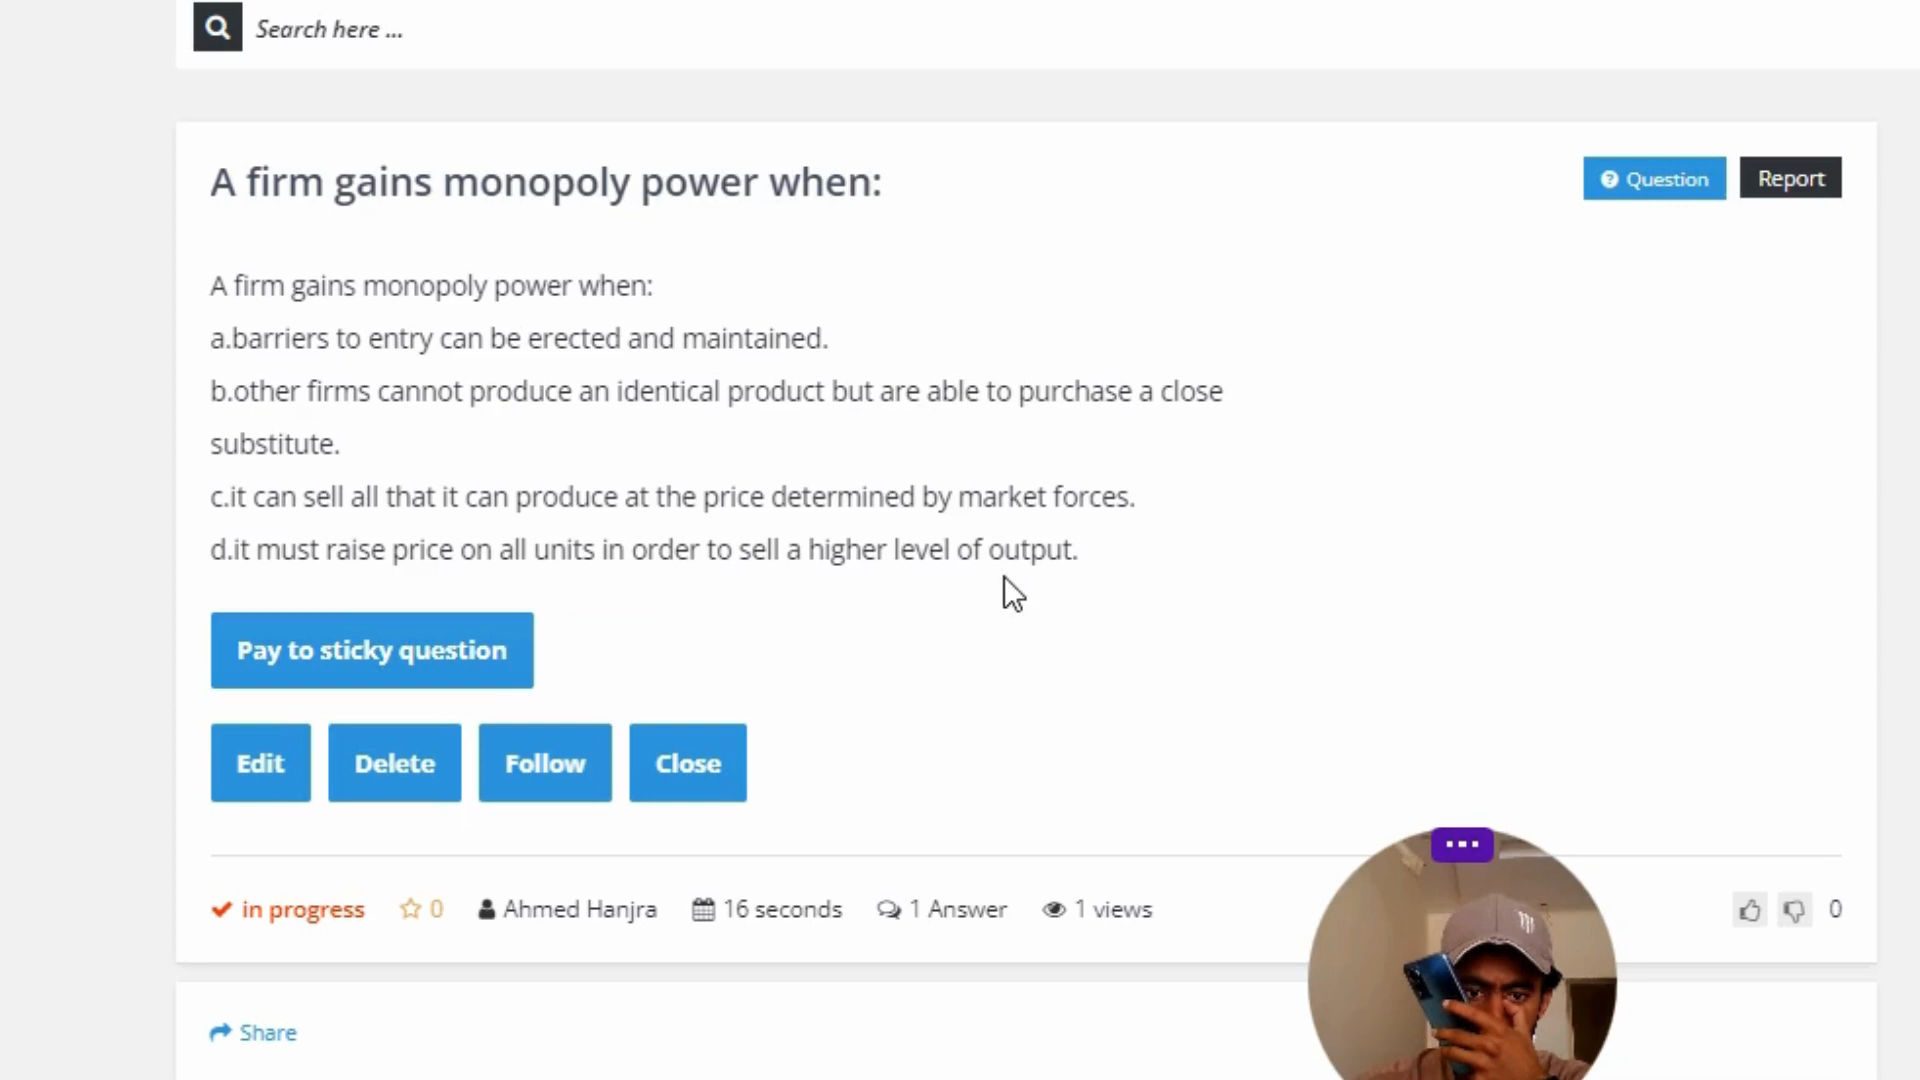 Search here ...
A firm gains monopoly power when:
Question
Report
A firm gains monopoly power when:
a.barriers to entry can be erected and maintained.
b.other firms cannot produce an identical product but are able to purchase a close
substitute.
c.it can sell all that it can produce at the price determined by market forces.
d.it must raise price on all units in order to sell a higher level of output.
Pay to sticky question
Edit Delete Follow Close
in progress 0 Ahmed Hanjra 16 seconds 1 Answer 1 views 0
Share